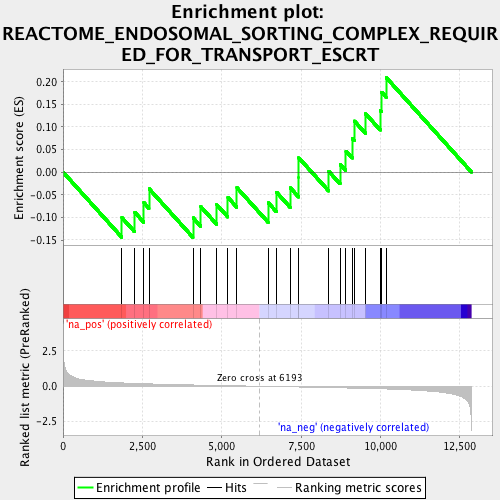 Enrichment plot:
REACTOME_ENDOSOMAL_SORTING_COMPLEX_REQUIR
ED_FOR_TRANSPORT_ESCRT
Enrichment score (ES)
0.20
0.15
0.10
0.05
0.00
-0.05
-0.10
-0.15
'na_pos' (positively correlated)
Ranked list metric (PreRanked)
2.5
0.0
-2.5
Zero cross at 6193
'na_neg' (negatively correlated)
0
2,500
5,000
7,500
10,000
12,500
Rank in Ordered Dataset
Enrichment profile
Hits
Ranking metric scores